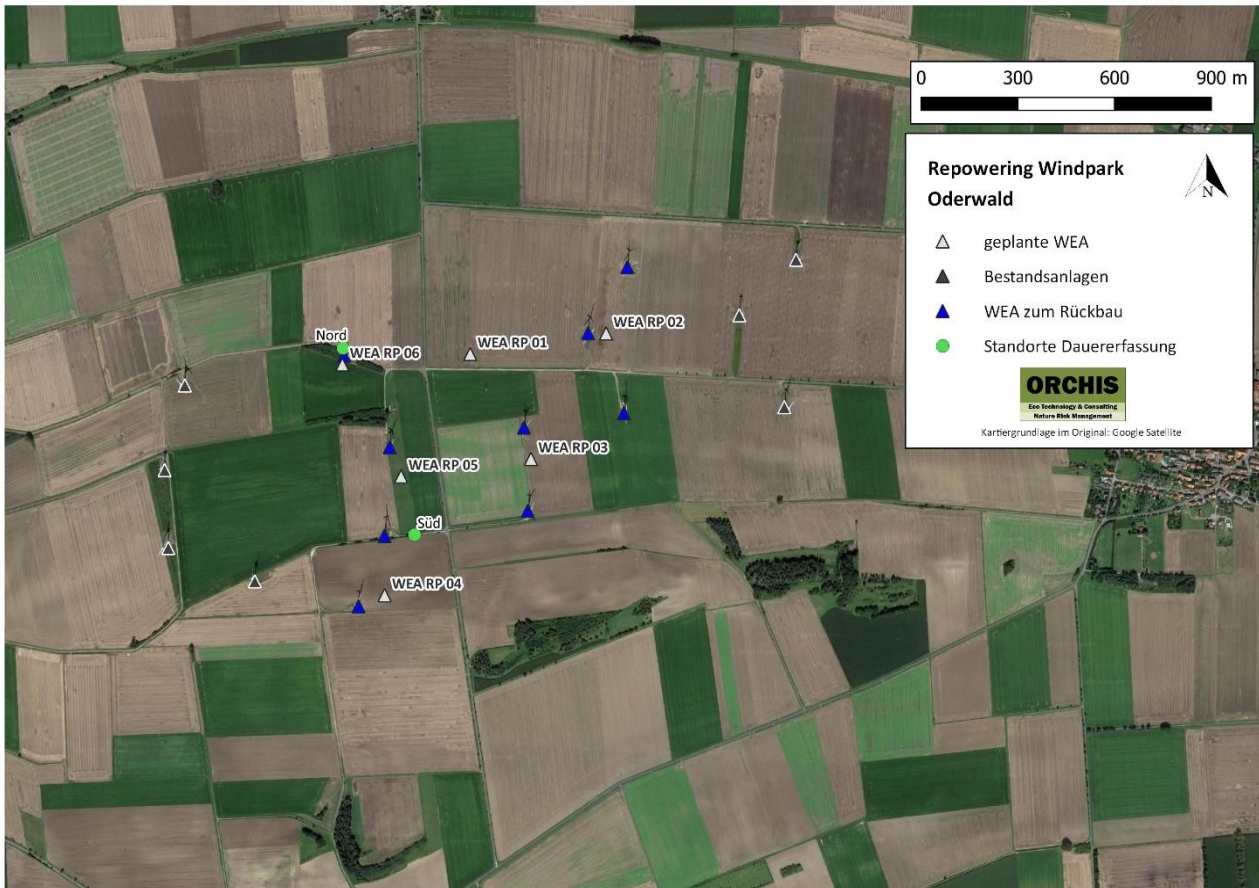 0 300 600 900 m
Repowering Windpark
Oderwald
N
geplante WEA
Bestandsanlagen
WEA zum Rückbau
Standorte Dauererfassung
ORCHIS
Eco Technology & Consulting
Nature Risk Management
Kartiergrundlage im Original: Google Satellite
Nord
WEA RP 06
WEA RP 01
WEA RP 02
WEA RP 03
WEA RP 05
Süd
WEA RP 04